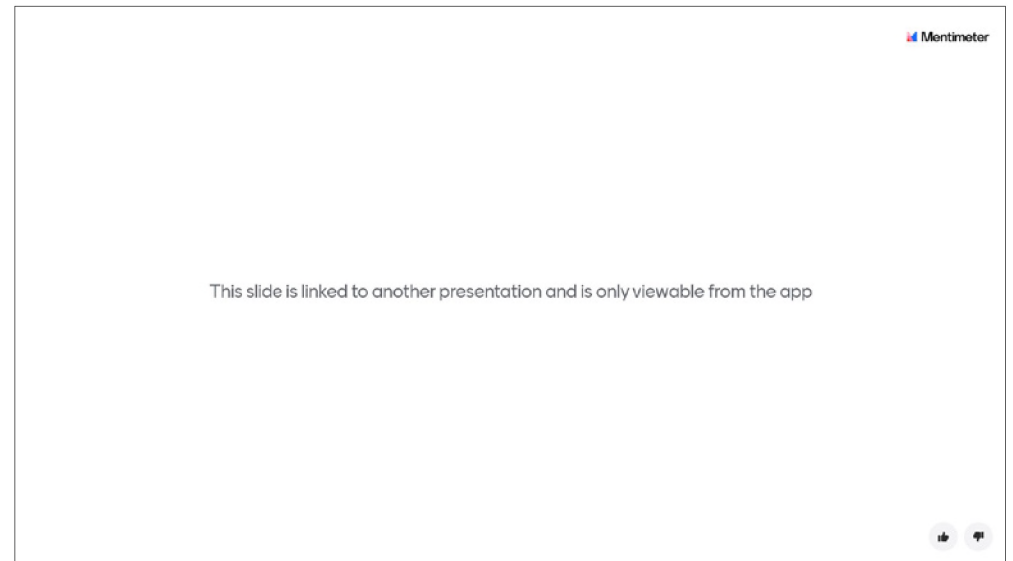 Mentimeter
This slide is linked to another presentation and is only viewable from the app